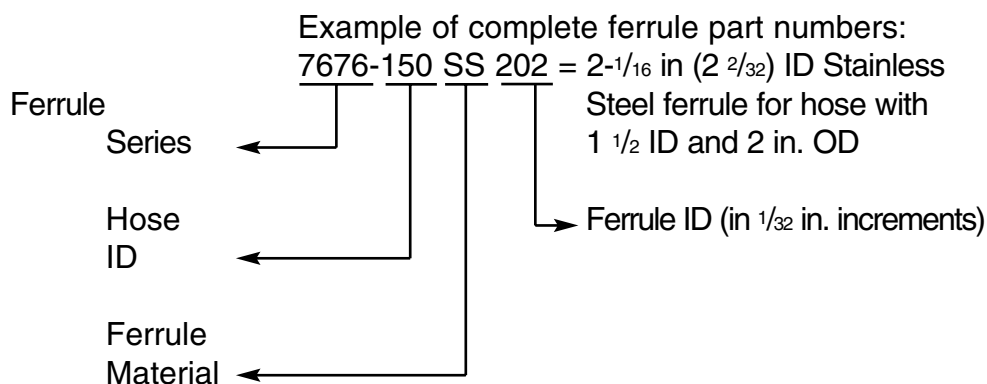 Example of complete ferrule part numbers:
7676-150 SS 202 = 2-1/16 in (2 2/32) ID Stainless
Ferrule Steel ferrule for hose with
Series 1 1/2 ID and 2 in. OD
Hose Ferrule ID (in 1/32 in. increments)
ID
Ferrule
Material